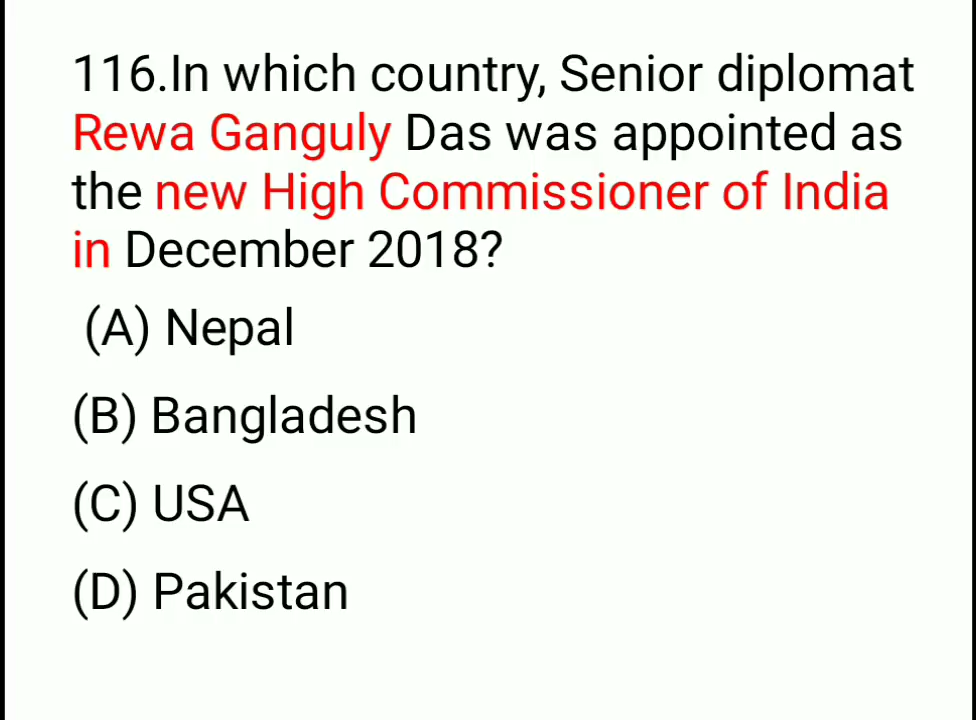 116.In which country, Senior diplomat
Rewa Ganguly Das was appointed as
the new High Commissioner of India
in December 2018?
(A) Nepal
(B) Bangladesh
(C) USA
(D) Pakistan